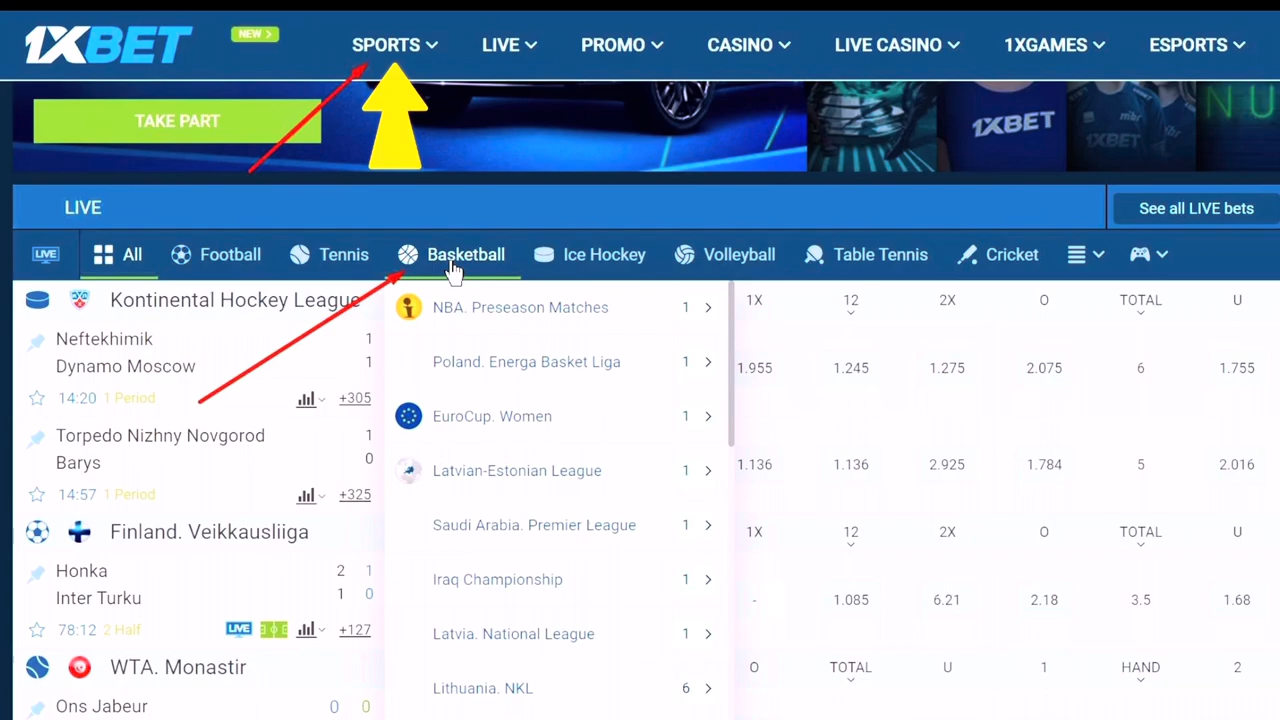 1XBET NEW > SPORTS LIVE PROMO CASINO LIVE CASINO 1XGAMES ESPORTS
TAKE PART
1XBET
1XBET
mibr
NU
LIVE See all LIVE bets
LIVE All Football Tennis Basketball Ice Hockey Volleyball Table Tennis Cricket
Kontinental Hockey League
Neftekhimik 1
Dynamo Moscow 1
14:20 1 Period +305
Torpedo Nizhny Novgorod 1
Barys 0
14:57 1 Period +325
Finland. Veikkausliiga
Honka 2 1
Inter Turku 1 0
78:12 2 Half LIVE +127
WTA. Monastir
Ons Jabeur 0 0
NBA. Preseason Matches 1 >
Poland. Energa Basket Liga 1 >
EuroCup. Women 1 >
Latvian-Estonian League 1 >
Saudi Arabia. Premier League 1 >
Iraq Championship 1 >
Latvia. National League 1 >
Lithuania. NKL 6 >
1X 12 2X O TOTAL U
1.955 1.245 1.275 2.075 6 1.755
1.136 1.136 2.925 1.784 5 2.016
1X 12 2X O TOTAL U
- 1.085 6.21 2.18 3.5 1.68
O TOTAL U 1 HAND 2